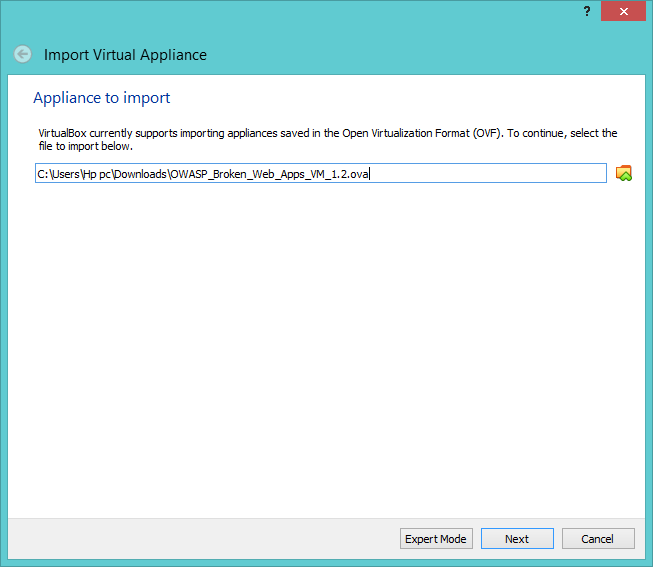 ?
Import Virtual Appliance
Appliance to import
VirtualBox currently supports importing appliances saved in the Open Virtualization Format (OVF). To continue, select the
file to import below.
C:\Users\Hp pc\Downloads\OWASP_Broken_Web_Apps_VM_1.2.ova
Expert Mode Next Cancel